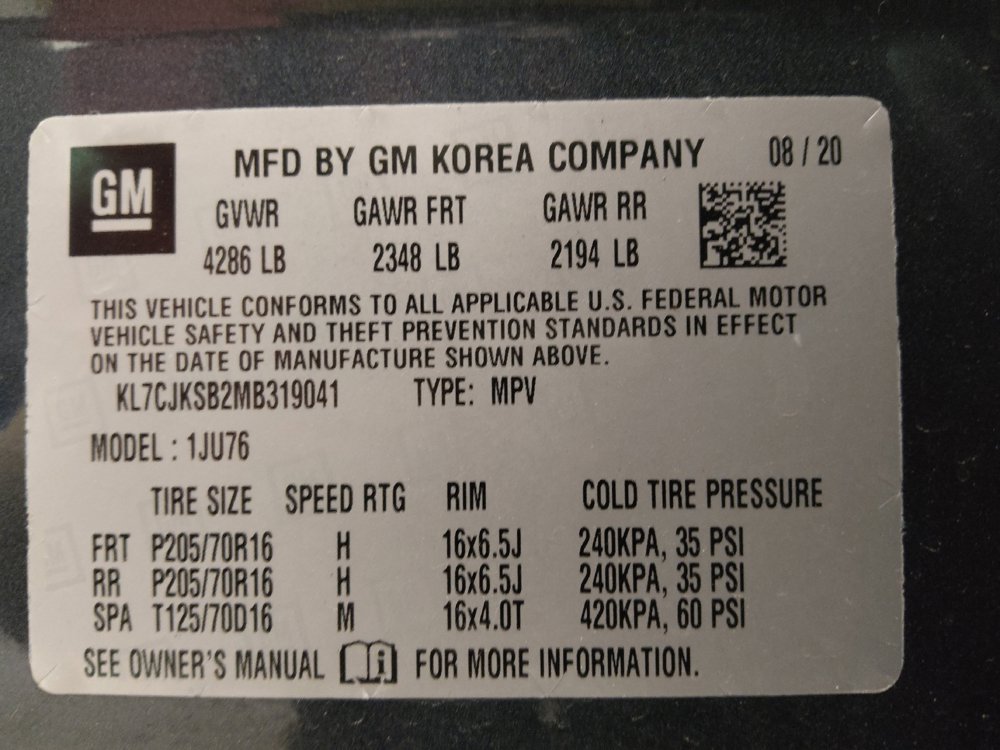 GM
MFD BY GM KOREA COMPANY 08 / 20
GVWR GAWR FRT GAWR RR
4286 LB 2348 LB 2194 LB
THIS VEHICLE CONFORMS TO ALL APPLICABLE U.S. FEDERAL MOTOR
VEHICLE SAFETY AND THEFT PREVENTION STANDARDS IN EFFECT
ON THE DATE OF MANUFACTURE SHOWN ABOVE.
KL7CJKSB2MB319041 TYPE: MPV
MODEL : 1JU76
TIRE SIZE SPEED RTG RIM COLD TIRE PRESSURE
FRT P205/70R16 H 16x6.5J 240KPA, 35 PSI
RR P205/70R16 H 16x6.5J 240KPA, 35 PSI
SPA T125/70D16 M 16x4.0T 420KPA, 60 PSI
SEE OWNER'S MANUAL i FOR MORE INFORMATION.